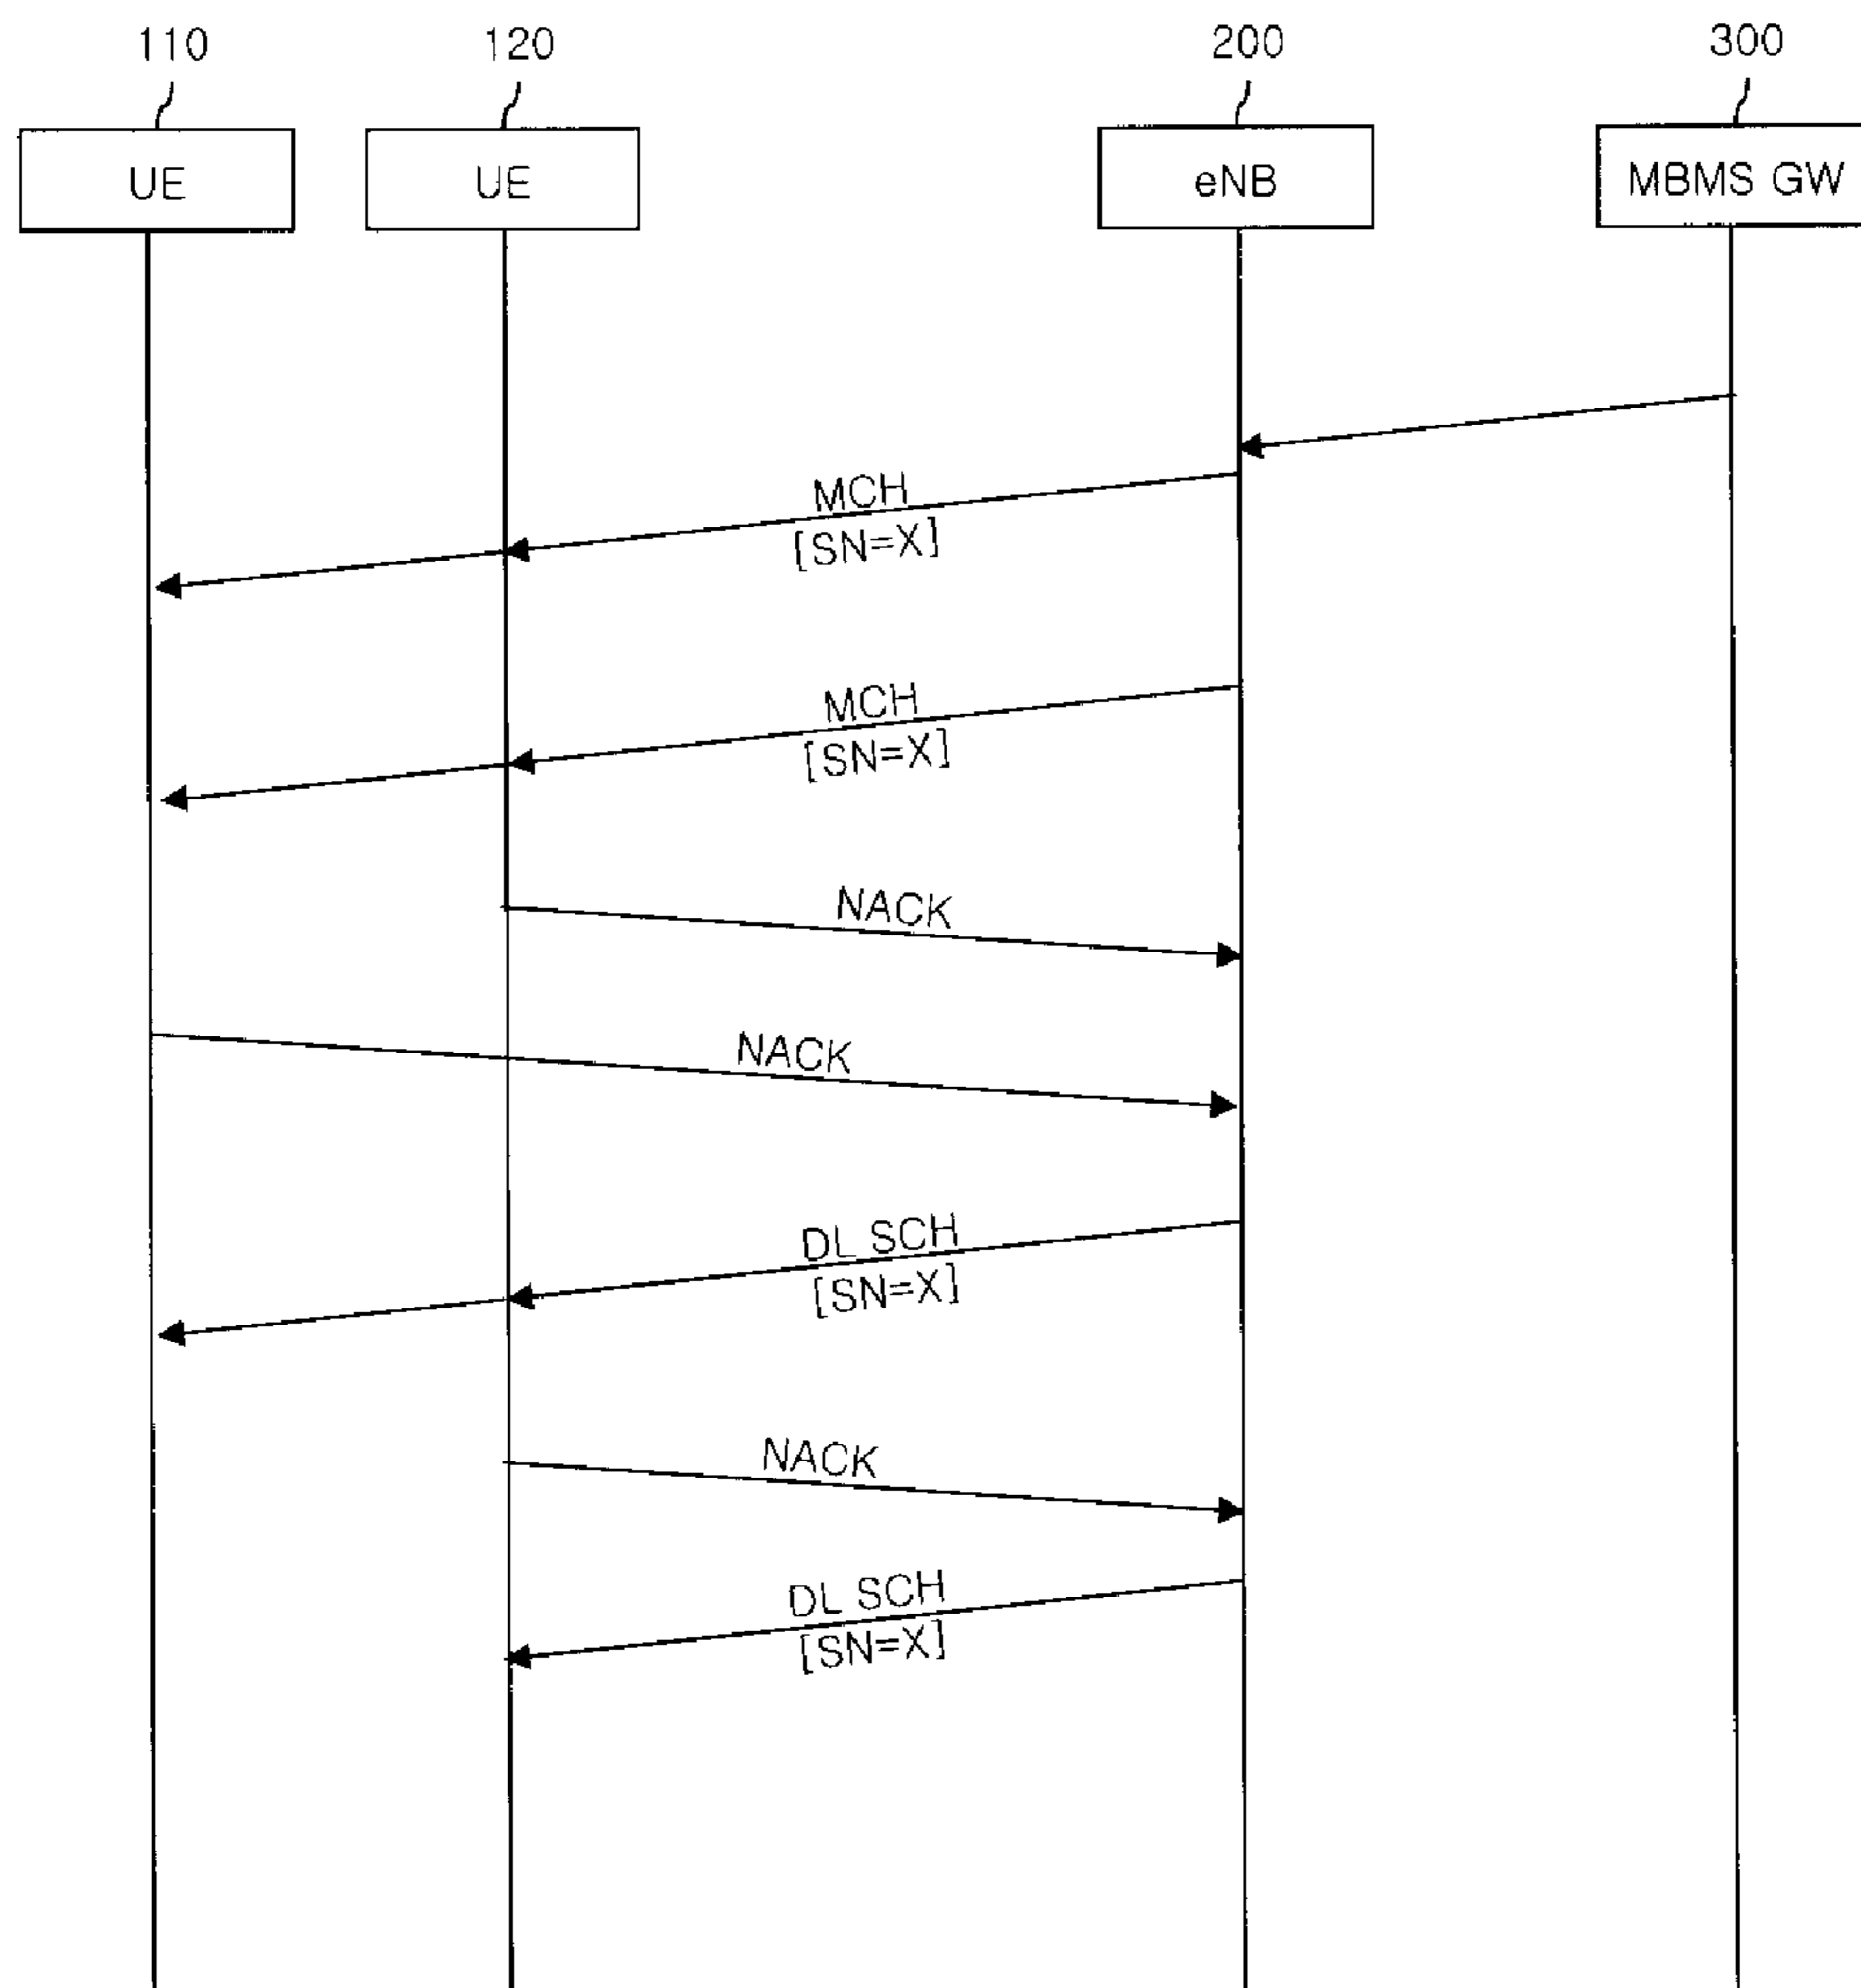 110
120
200
300
UE
UE
eNB
MBMS GW
MCH
[SN=X]
MCH
[SN=X]
NACK
NACK
DL SCH
[SN=X]
NACK
DL SCH
[SN=X]